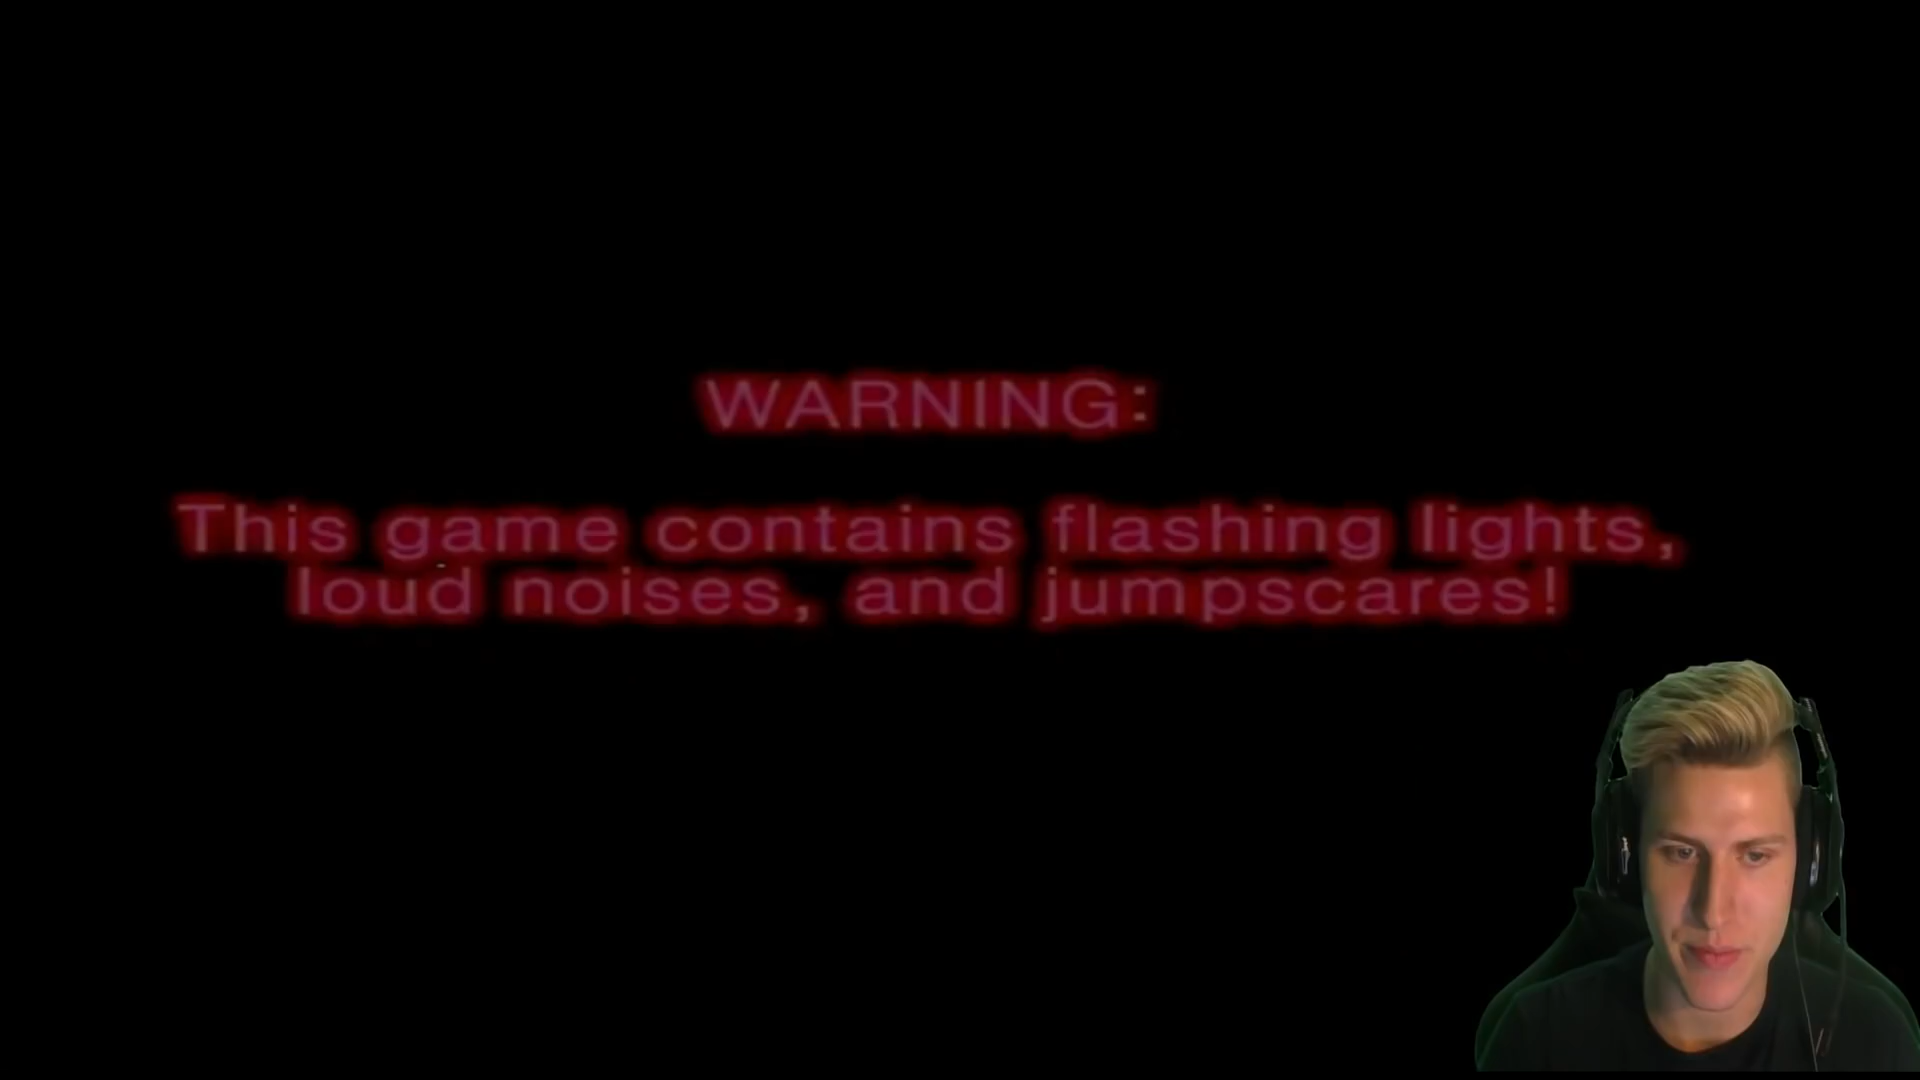 WARNING:
This game contains flashing lights,
loud noises, and jumpscares!